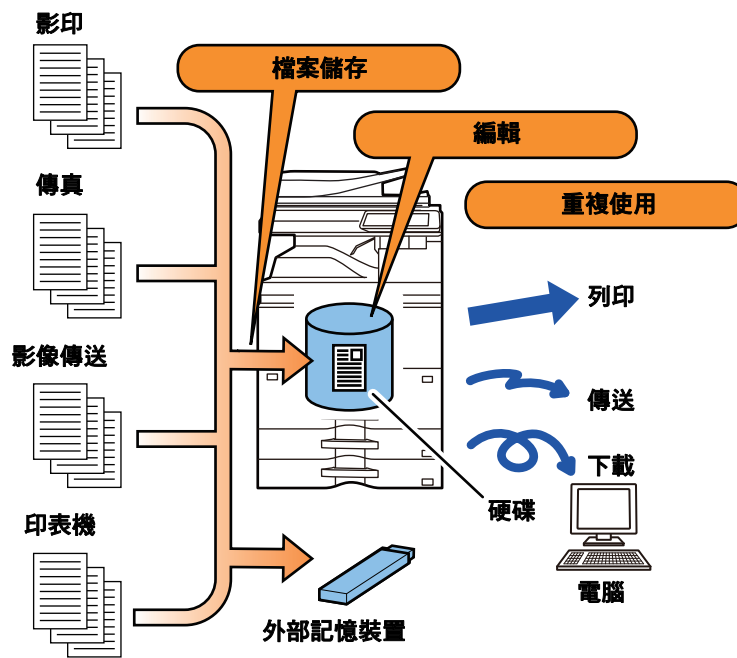 影印
檔案儲存
編輯
傳真
重複使用
列印
影像傳送
傳送
下載
硬碟
印表機
電腦
外部記憶裝置